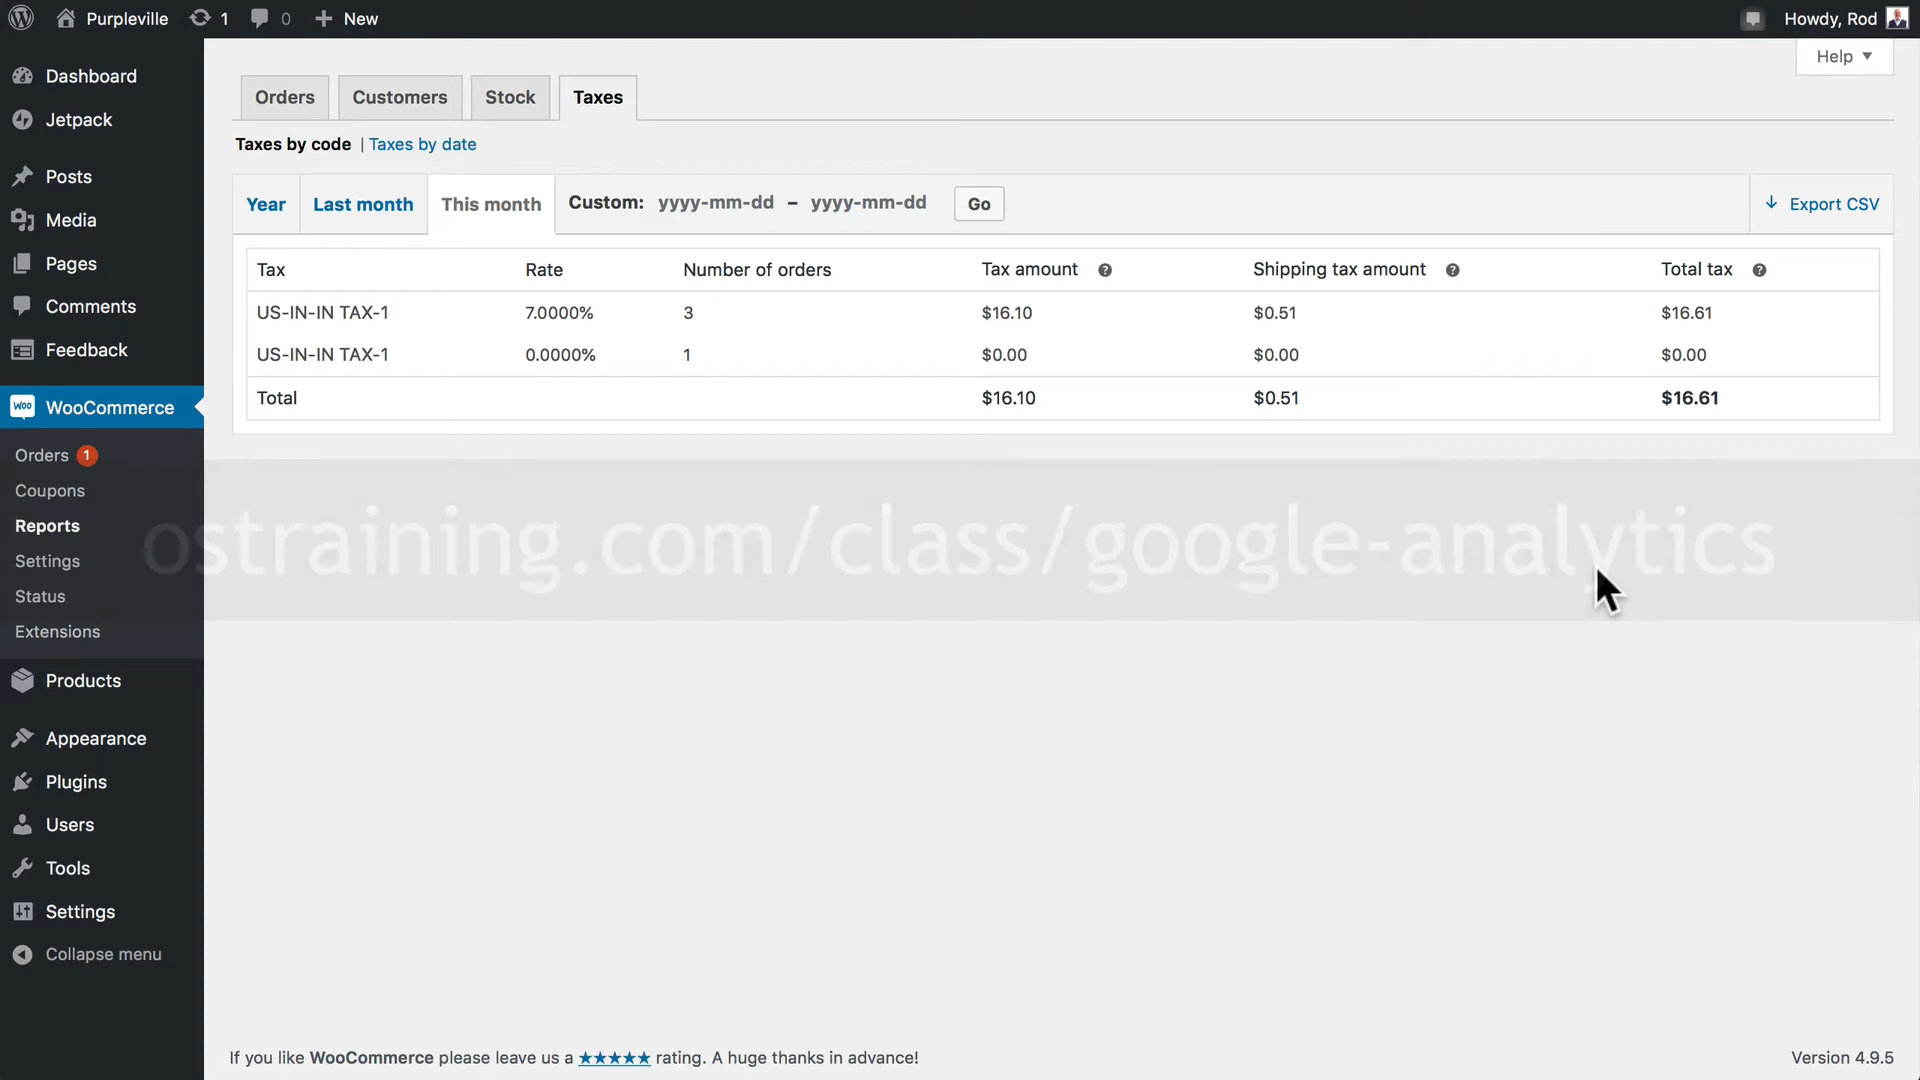 Purpleville 1 0 New Howdy, Rod
Help
Dashboard
Jetpack
Posts
Media
Pages
Comments
Feedback
WooCommerce
Orders 1
Coupons
Reports
Settings
Status
Extensions
Products
Appearance
Plugins
Users
Tools
Settings
Collapse menu
Orders Customers Stock Taxes
Taxes by code | Taxes by date
Year Last month This month Custom: yyyy-mm-dd – yyyy-mm-dd Go Export CSV
Tax Rate Number of orders Tax amount Shipping tax amount Total tax
US-IN-IN TAX-1 7.0000% 3 $16.10 $0.51 $16.61
US-IN-IN TAX-1 0.0000% 1 $0.00 $0.00 $0.00
Total $16.10 $0.51 $16.61
ostraining.com/class/google-analytics
If you like WooCommerce please leave us a ★★★★★ rating. A huge thanks in advance! Version 4.9.5